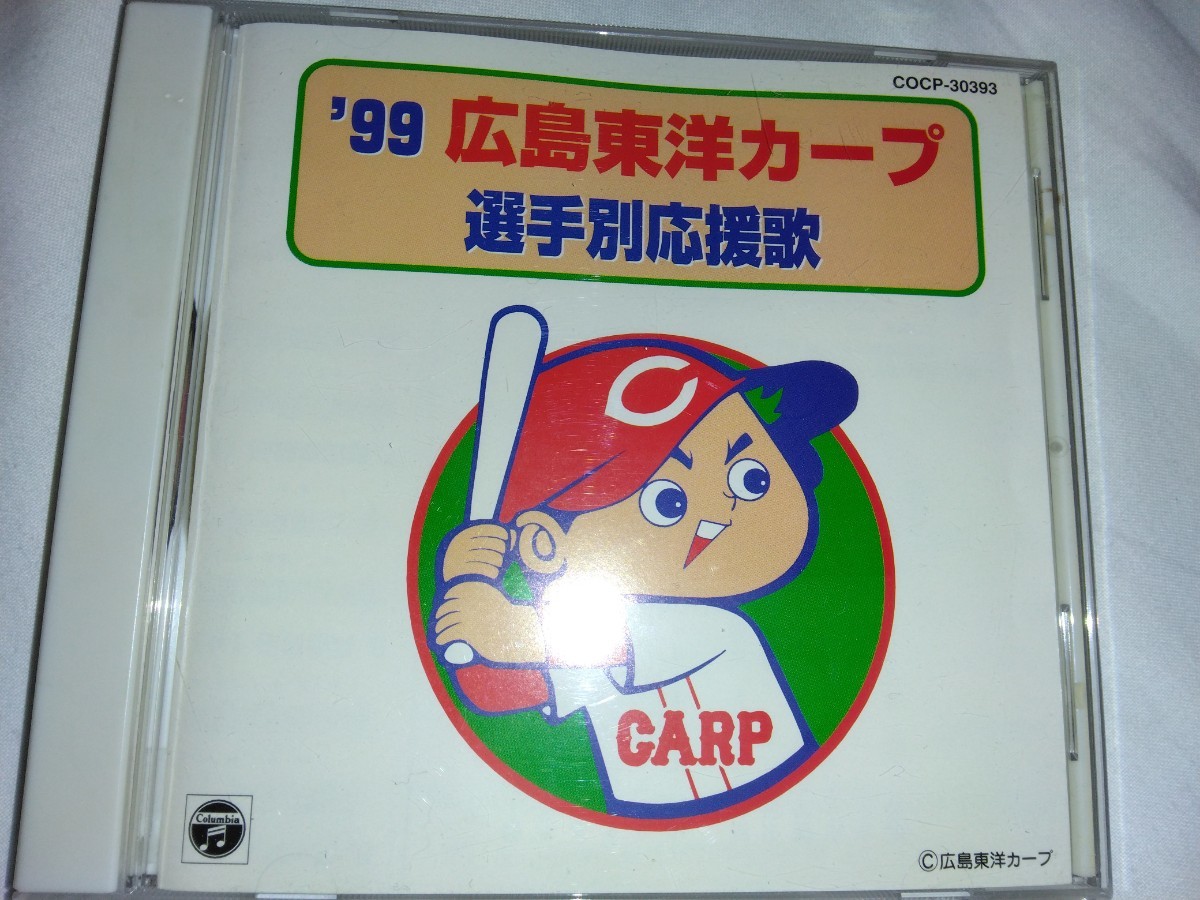 COCP-30393
'99 広島東洋カープ
選手別応援歌
C
CARP
Columbia
©広島東洋カープ